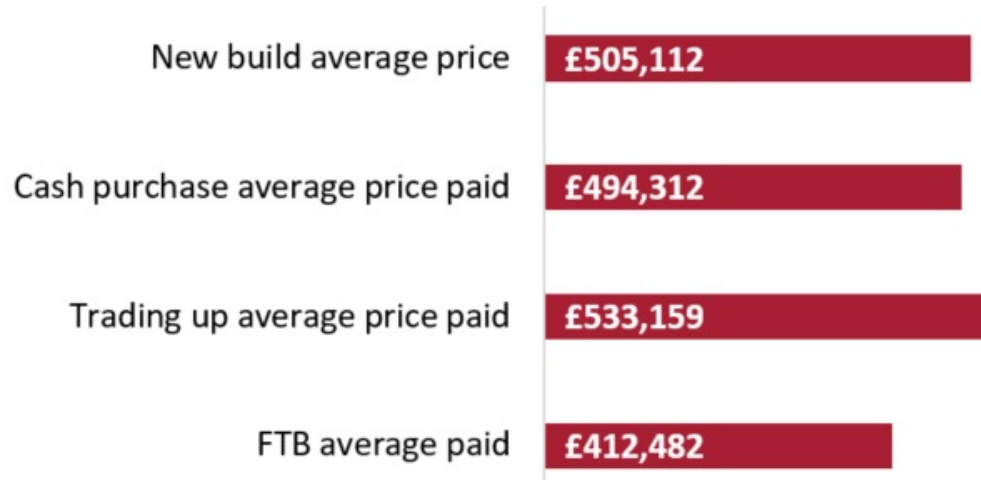 New build average price £505,112
Cash purchase average price paid £494,312
Trading up average price paid £533,159
FTB average paid £412,482